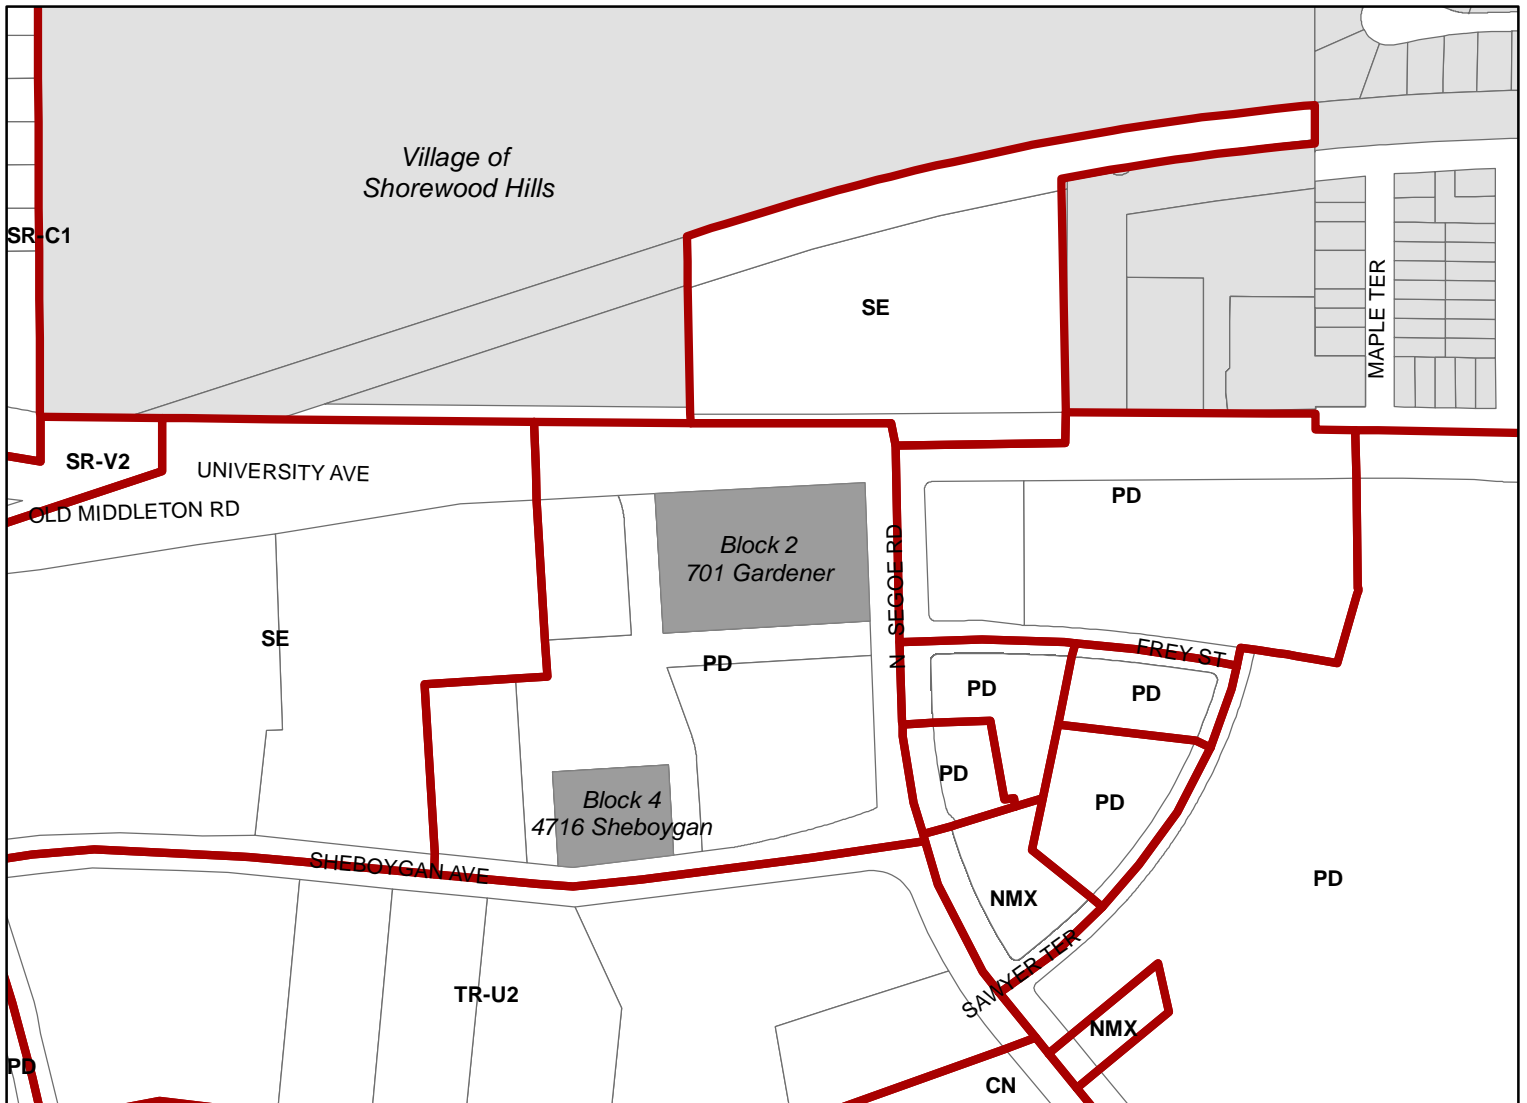 Village of
Shorewood Hills
SR-C1
SE
MAPLE TER
SR-V2
UNIVERSITY AVE
OLD MIDDLETON RD
PD
Block 2
701 Gardener
N SEGOE RD
SE
PD
FREY ST
PD
PD
PD
PD
Block 4
4716 Sheboygan
SHEBOYGAN AVE
NMX
PD
SAWYER TER
TR-U2
NMX
PD
CN